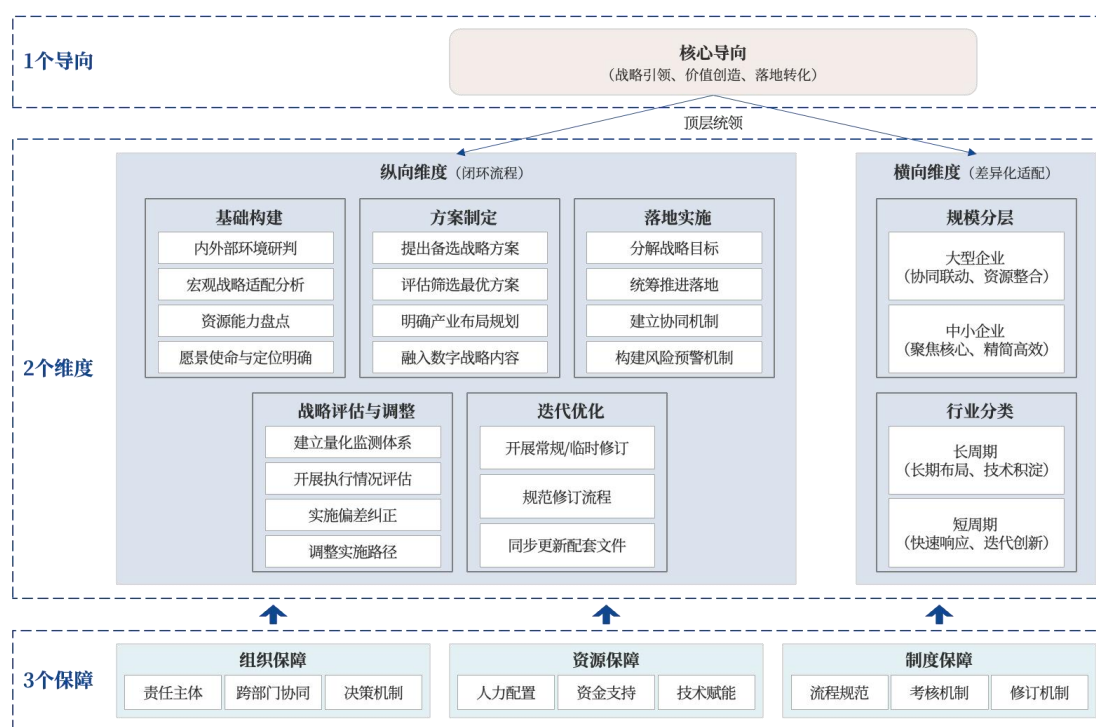 1个导向
核心导向
（战略引领、价值创造、落地转化）
顶层统领
2个维度
纵向维度（闭环流程）
基础构建
内外部环境研判
宏观战略适配分析
资源能力盘点
愿景使命与定位明确
方案制定
提出备选战略方案
评估筛选最优方案
明确产业布局规划
融入数字战略内容
落地实施
分解战略目标
统筹推进落地
建立协同机制
构建风险预警机制
战略评估与调整
建立量化监测体系
开展执行情况评估
实施偏差纠正
调整实施路径
迭代优化
开展常规/临时修订
规范修订流程
同步更新配套文件
横向维度（差异化适配）
规模分层
大型企业
（协同联动、资源整合）
中小企业
（聚焦核心、精简高效）
行业分类
长周期
（长期布局、技术积淀）
短周期
（快速响应、迭代创新）
3个保障
组织保障
责任主体
跨部门协同
决策机制
资源保障
人力配置
资金支持
技术赋能
制度保障
流程规范
考核机制
修订机制